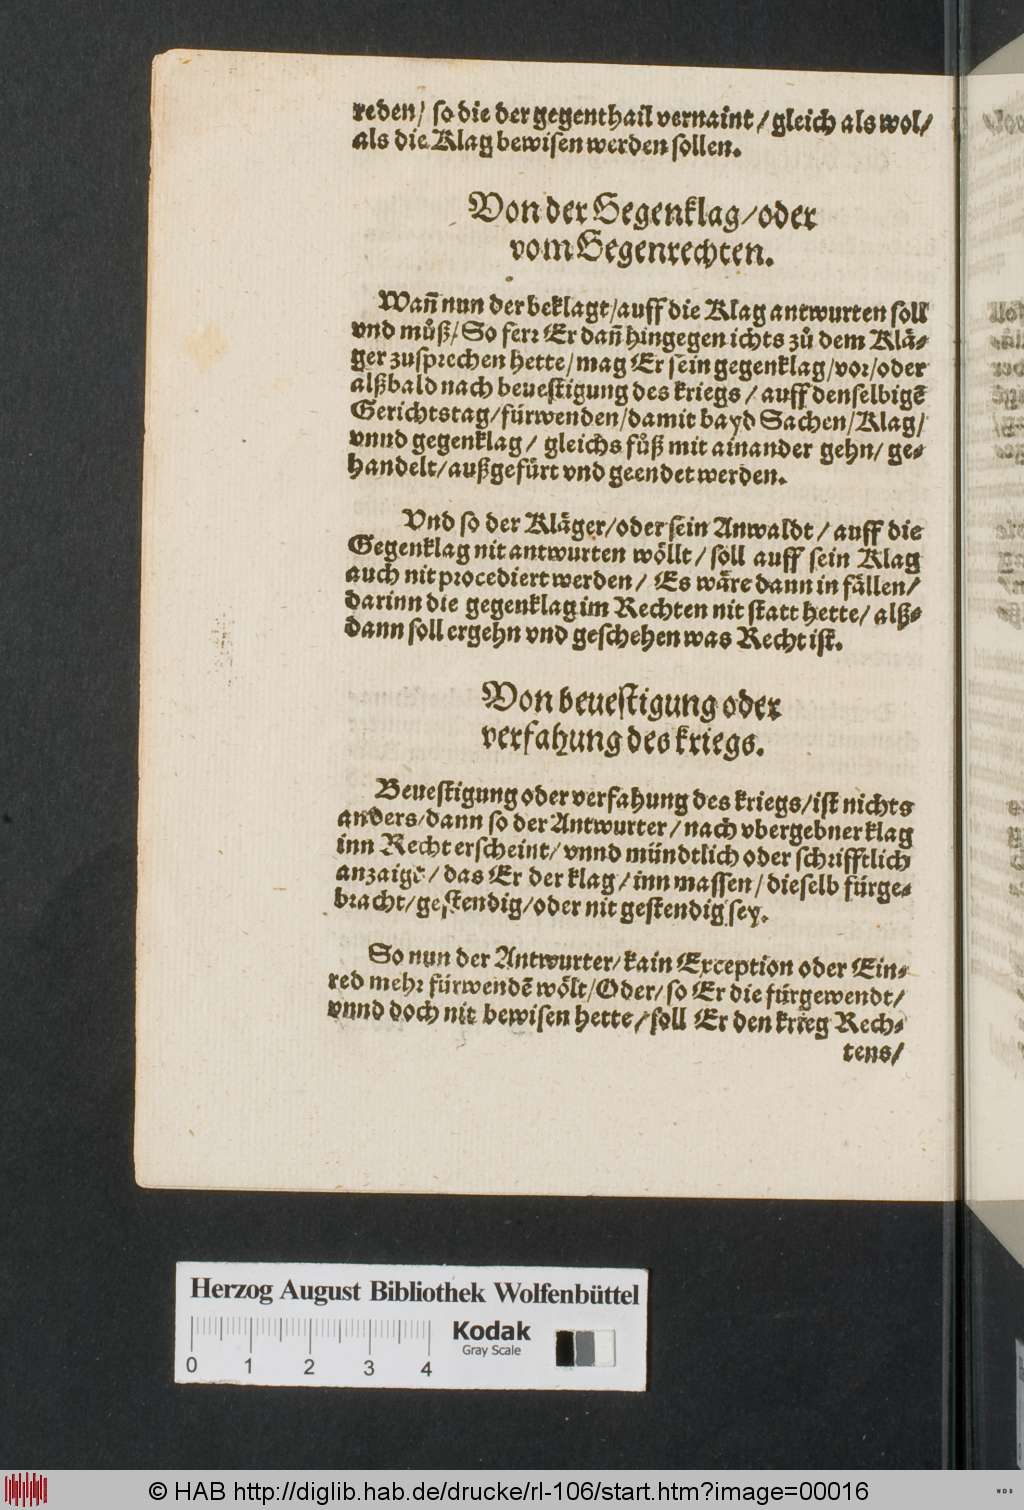 reden/ so die der gegenthail vernaint/ gleich als wol/
als die Klag bewisen werden sollen.
Von der Gegenklag/ oder
vom Gegenrechten.
Wañ nun der beklagt/ auff die Klag antwurten soll
vnd můß/ So ferr Er dañ hingegen ichts zů dem Klä-
ger zusprechen hette/ mag Er sein gegenklag/ vor/ oder
alßbald nach beuestigung des kriegs/ auff denselbigẽ
Gerichtstag/ fürwenden/ damit bayd Sachen/ Klag/
vnnd gegenklag/ gleichs fůß mit ainander gehn/ ge-
handelt/ außgefürt vnd geendet werden.
Vnd so der Kläger/ oder sein Anwaldt/ auff die
Gegenklag nit antwurten wöllt/ soll auff sein Klag
auch nit procediert werden/ Es wäre dann in fällen/
darinn die gegenklag im Rechten nit statt hette/ alß-
dann soll ergehn vnd geschehen was Recht ist.
Von beuestigung oder
verfahung des kriegs.
Beuestigung oder verfahung des kriegs/ ist nichts
anders/ dann so der Antwurter/ nach vbergebner klag
inn Recht erscheint/ vnnd mündtlich oder schrifftlich
anzaigt/ das Er der klag/ inn massen/ dieselb fürge-
bracht/ gestendig/ oder nit gestendig sey.
So nun der Antwurter/ kain Exception oder Ein-
red mehr fürwendẽ wölt/ Oder/ so Er die fürgewendt/
vnnd doch nit bewisen hette/ soll Er den krieg Rech-
tens/
Herzog August Bibliothek Wolfenbüttel
Kodak
Gray Scale
0 1 2 3 4
© HAB http://diglib.hab.de/drucke/rl-106/start.htm?image=00016